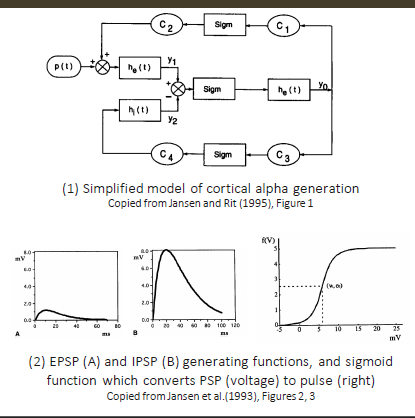 C2 Sigm C1
p(t) + + he(t) y1
+ − Sigm he(t) y0
hi(t) y2
C4 Sigm C3
(1) Simplified model of cortical alpha generation
Copied from Jansen and Rit (1995), Figure 1
8.0 mV 6.0 4.0 2.0 0.0
0 20 40 60 80
A ms
8.0 mV 6.0 4.0 2.0 0.0
0 20 40 60 80 100 120
B ms
f(V) 5 4 3 2 1
-5 0 5 10 15 20 25
mV
(2) EPSP (A) and IPSP (B) generating functions, and sigmoid
function which converts PSP (voltage) to pulse (right)
Copied from Jansen et al.(1993), Figures 2, 3